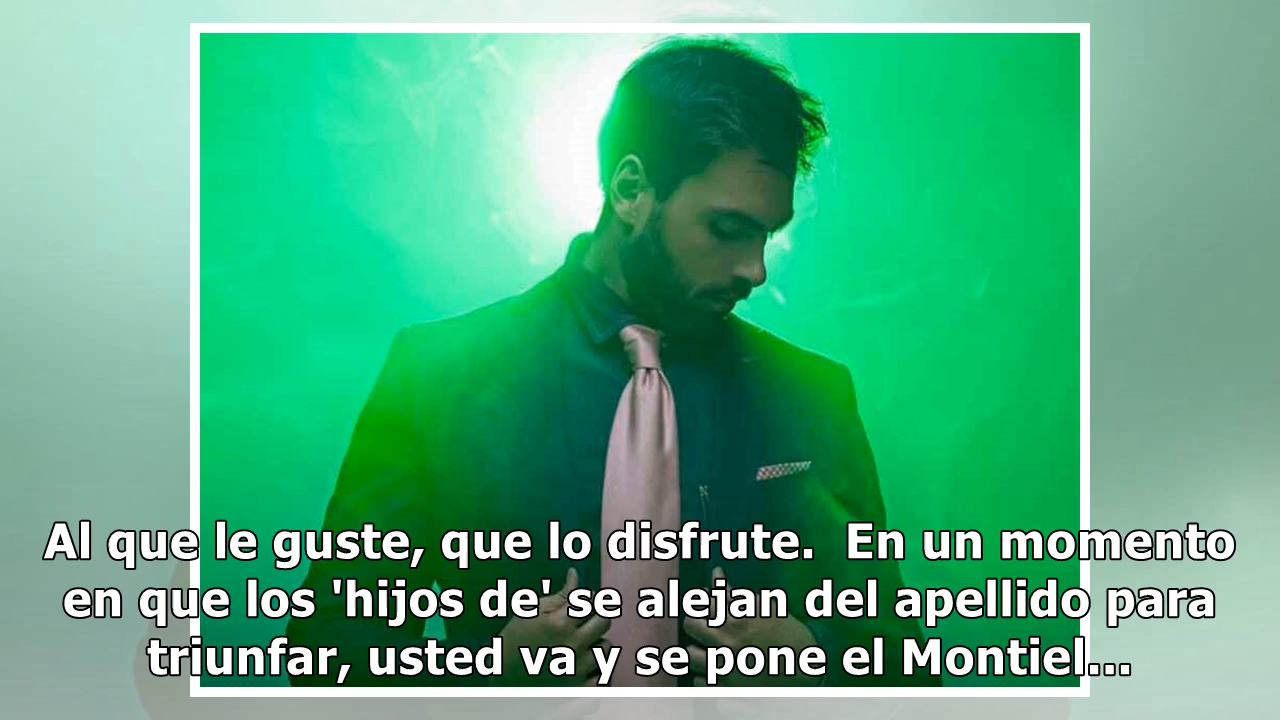 Al que le guste, que lo disfrute.  En un momento
en que los 'hijos de' se alejan del apellido para
triunfar, usted va y se pone el Montiel...